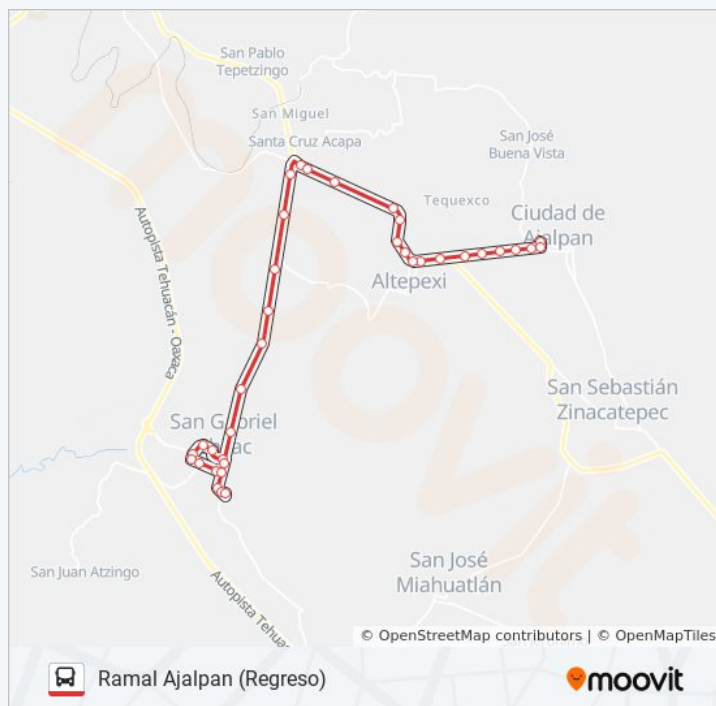 San Pablo
Tepetzingo
San Miguel
Santa Cruz Acapa
San José
Buena Vista
Tequexco
Ciudad de
Ajalpan
Autopista Tehuacán - Oaxaca
Altepexi
San Sebastián
Zinacatepec
San Gabriel
San José
Miahuatlán
San Juan Atzingo
Autopista Tehuac
moovit
© OpenStreetMap contributors | © OpenMapTiles
Ramal Ajalpan (Regreso)
moovit